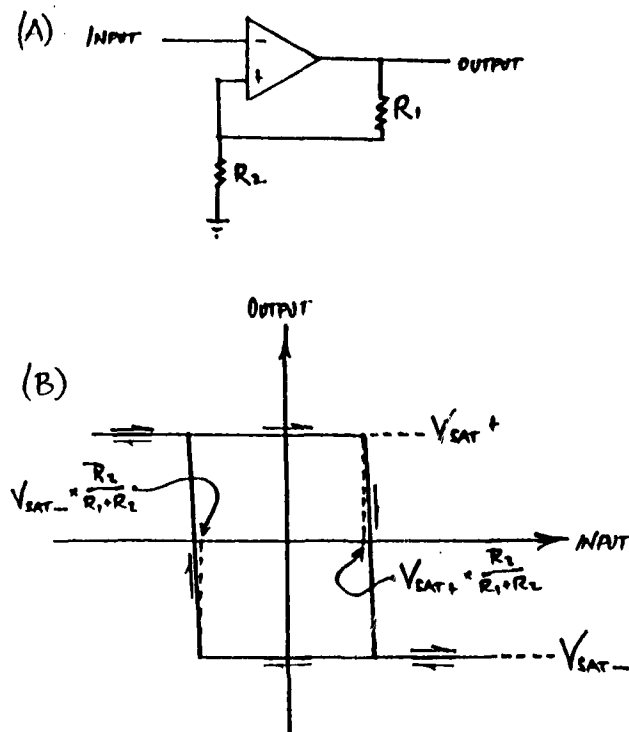 (A)
INPUT
-
+
OUTPUT
R1
R2
OUTPUT
(B)
VSAT+
VSAT- × R2/R1+R2
INPUT
VSAT+ × R2/R1+R2
VSAT-